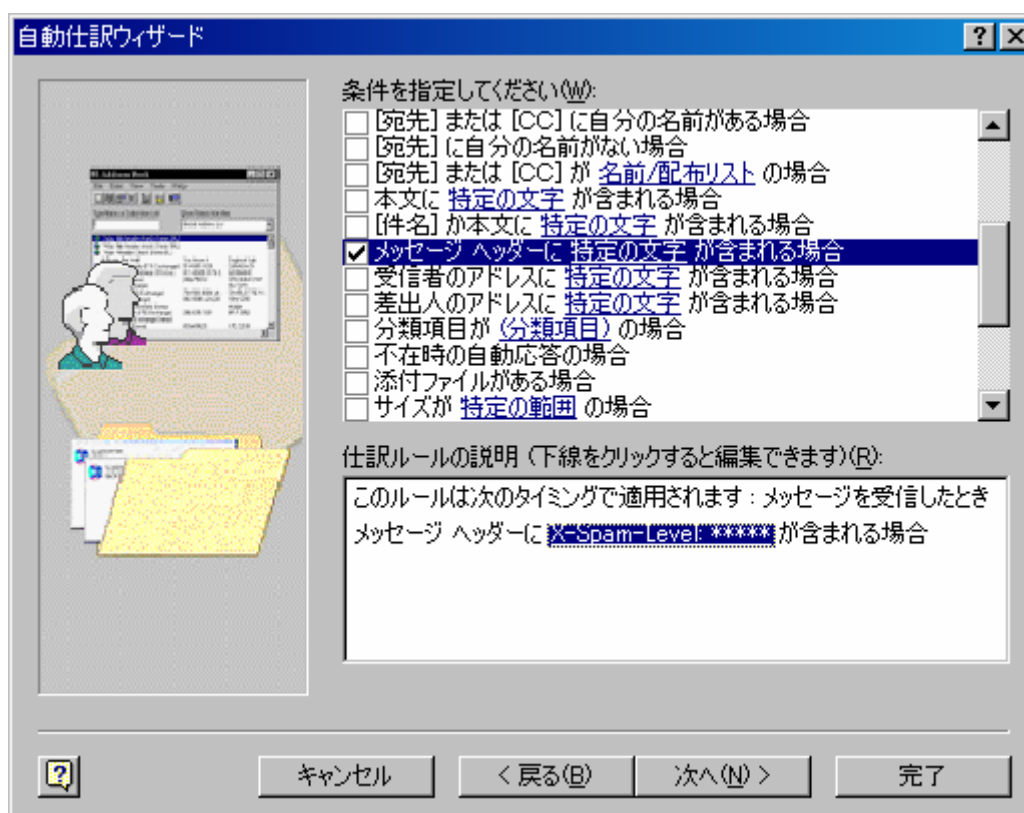 自動仕訳ウィザード
条件を指定してください(W):
[宛先] または [CC] に自分の名前がある場合
[宛先] に自分の名前がない場合
[宛先] または [CC] が 名前/配布リスト の場合
本文に 特定の文字 が含まれる場合
[件名] か本文に 特定の文字 が含まれる場合
メッセージ ヘッダーに 特定の文字 が含まれる場合
受信者のアドレスに 特定の文字 が含まれる場合
差出人のアドレスに 特定の文字 が含まれる場合
分類項目が (分類項目) の場合
不在時の自動応答の場合
添付ファイルがある場合
サイズが 特定の範囲 の場合
仕訳ルールの説明 (下線をクリックすると編集できます)(R):
このルールは次のタイミングで適用されます : メッセージを受信したとき
メッセージ ヘッダーに X-Spam-Level: ***** が含まれる場合
キャンセル
< 戻る(B)
次へ(N) >
完了